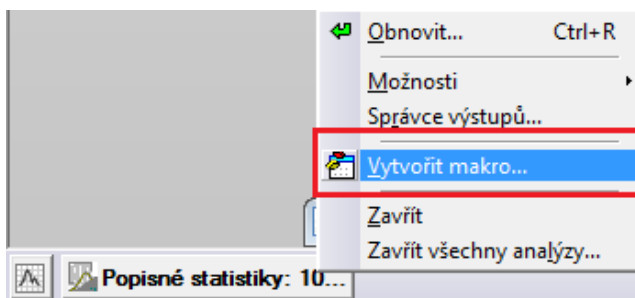 Obnovit... Ctrl+R
Možnosti
Správce výstupů...
Vytvořit makro...
Zavřít
Zavřít všechny analýzy...
Popisné statistiky: 10...